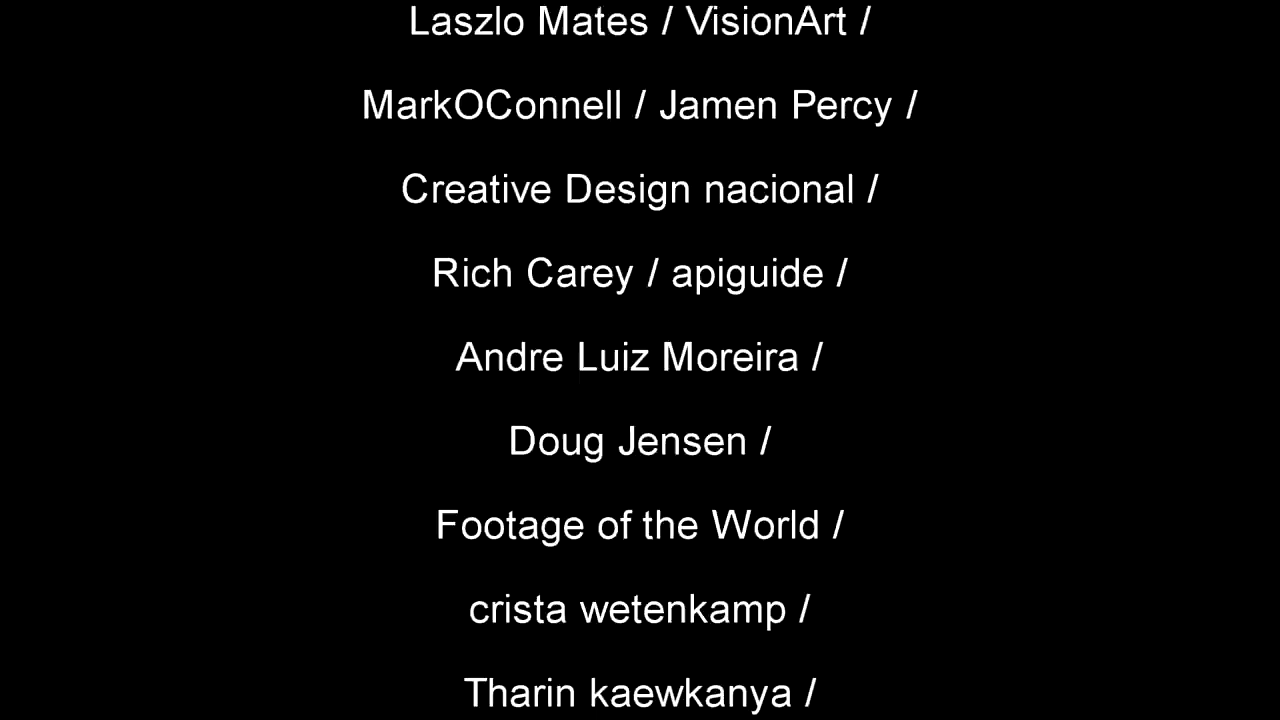 Laszlo Mates / VisionArt /
MarkOConnell / Jamen Percy /
Creative Design nacional /
Rich Carey / apiguide /
Andre Luiz Moreira /
Doug Jensen /
Footage of the World /
crista wetenkamp /
Tharin kaewkanya /